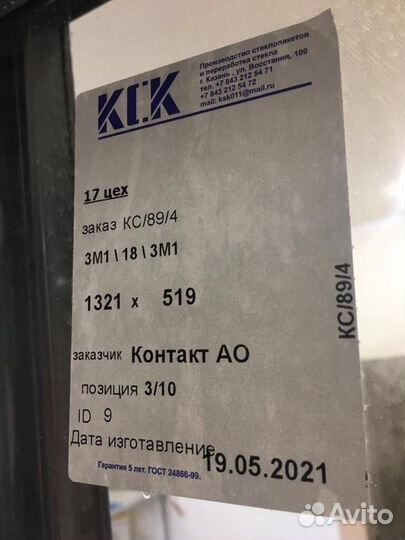 КСК
Производство стеклопакетов
и переработка стекла
г. Казань , ул. Восстания, 100
тел. +7 843 212 54 71
+7 843 212 54 72
mail: ksk011@mail.ru
17 цех
заказ КС/89/4
3М1 \ 18 \ 3М1
1321 x 519
заказчик Контакт АО
позиция 3/10
ID 9
Дата изготавление 19.05.2021
Гарантия 5 лет. ГОСТ 24866-99.
КС/89/4
Avito